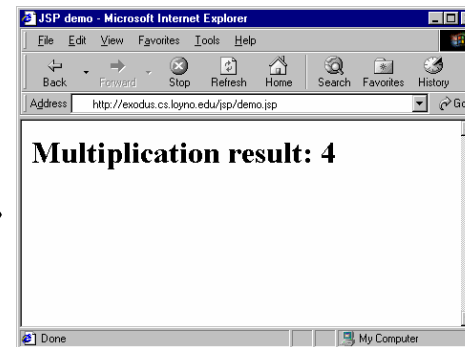 JSP demo - Microsoft Internet Explorer
File Edit View Favorites Tools Help
Back Forward Stop Refresh Home Search Favorites History
Address http://exodus.cs.loyno.edu/jsp/demo.jsp Go
Multiplication result: 4
Done My Computer